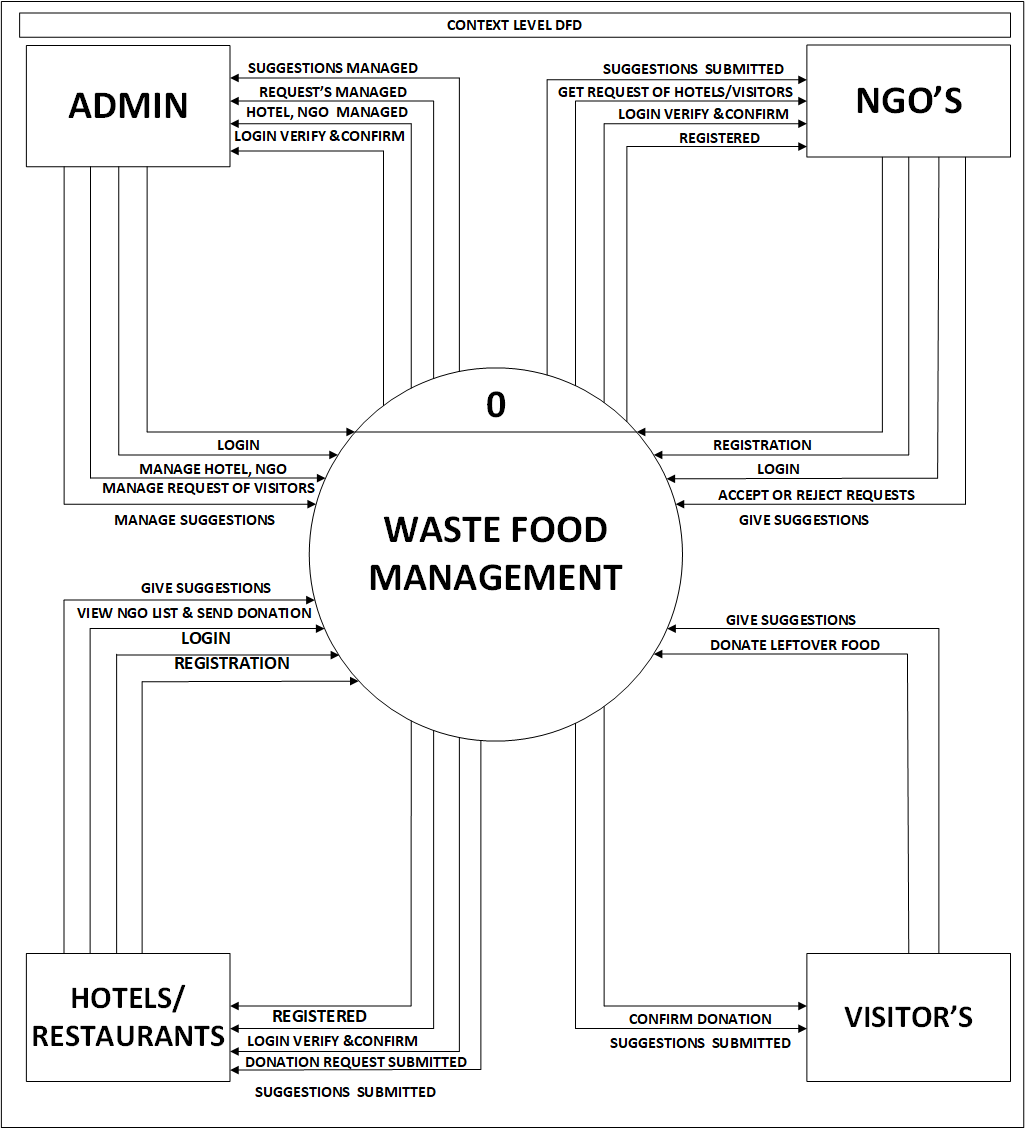 CONTEXT LEVEL DFD
ADMIN
SUGGESTIONS MANAGED
REQUEST'S MANAGED
HOTEL, NGO MANAGED
LOGIN VERIFY &CONFIRM
SUGGESTIONS SUBMITTED
GET REQUEST OF HOTELS/VISITORS
LOGIN VERIFY &CONFIRM
REGISTERED
NGO'S
0
LOGIN
MANAGE HOTEL, NGO
MANAGE REQUEST OF VISITORS
MANAGE SUGGESTIONS
REGISTRATION
LOGIN
ACCEPT OR REJECT REQUESTS
GIVE SUGGESTIONS
WASTE FOOD
MANAGEMENT
GIVE SUGGESTIONS
VIEW NGO LIST & SEND DONATION
LOGIN
REGISTRATION
GIVE SUGGESTIONS
DONATE LEFTOVER FOOD
HOTELS/
RESTAURANTS
REGISTERED
LOGIN VERIFY &CONFIRM
DONATION REQUEST SUBMITTED
SUGGESTIONS SUBMITTED
CONFIRM DONATION
SUGGESTIONS SUBMITTED
VISITOR'S